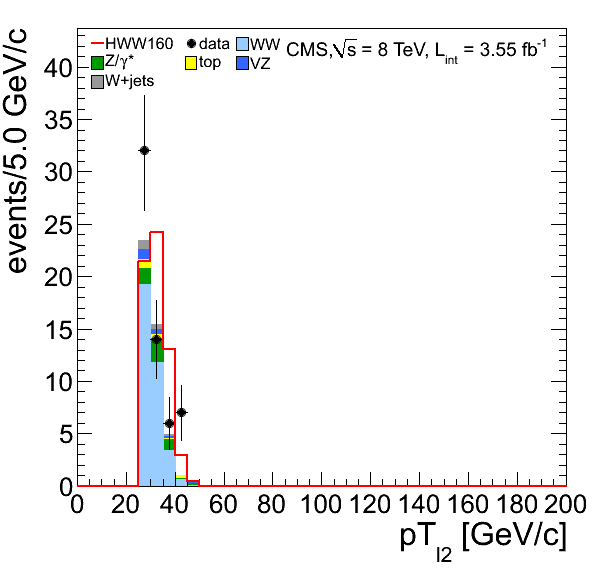 HWW160
data
WW
Z/γ*
top
VZ
W+jets
CMS,√s = 8 TeV, L_int = 3.55 fb⁻¹
events/5.0 GeV/c
40
35
30
25
20
15
10
5
0
0 20 40 60 80 100 120 140 160 180 200
pT_l2 [GeV/c]